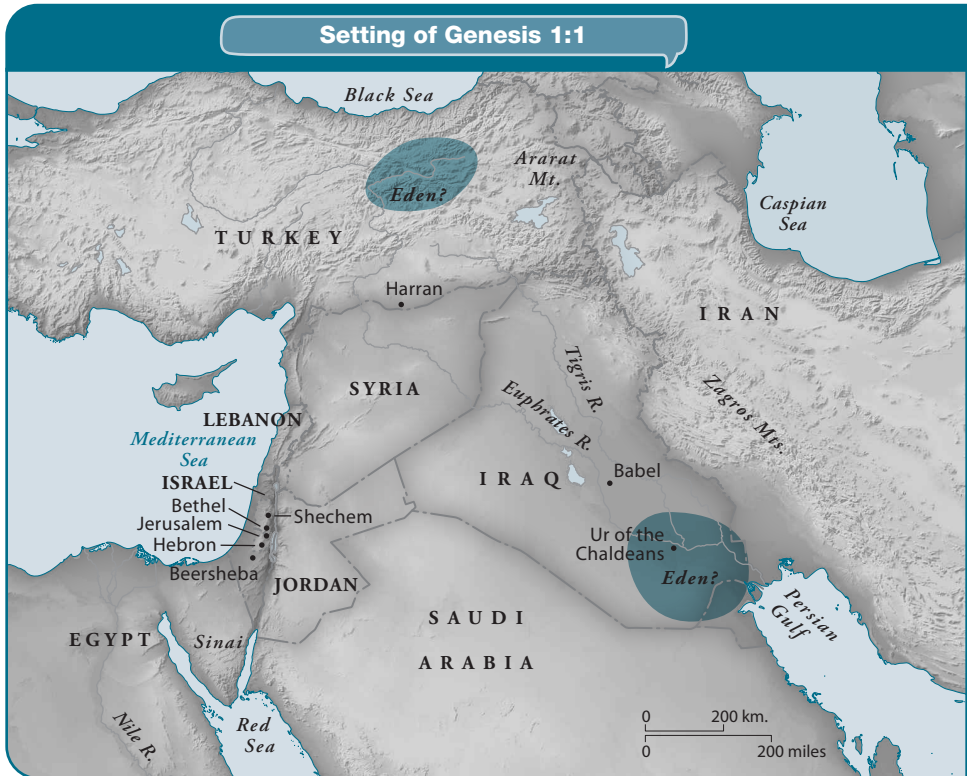 Setting of Genesis 1:1
Black Sea
Ararat
Mt.
Eden?
Caspian
Sea
TURKEY
Harran
IRAN
SYRIA
Tigris R.
Zagros Mts.
Euphrates R.
LEBANON
Mediterranean
Sea
IRAQ
Babel
ISRAEL
Bethel
Shechem
Jerusalem
Hebron
Ur of the
Chaldeans
Beersheba
JORDAN
Eden?
Persian
Gulf
SAUDI
ARABIA
EGYPT
Sinai
Nile R.
Red
Sea
0 200 km.
0 200 miles